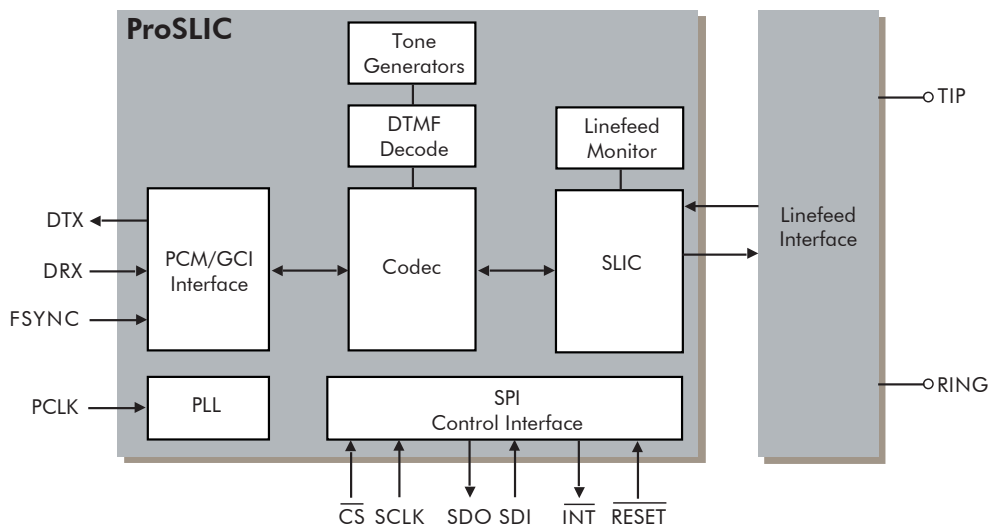 ProSLIC
Tone
Generators
DTMF
Decode
Linefeed
Monitor
TIP
DTX
DRX
FSYNC
PCM/GCI
Interface
Codec
SLIC
Linefeed
Interface
RING
PCLK
PLL
SPI
Control Interface
CS SCLK SDO SDI INT RESET